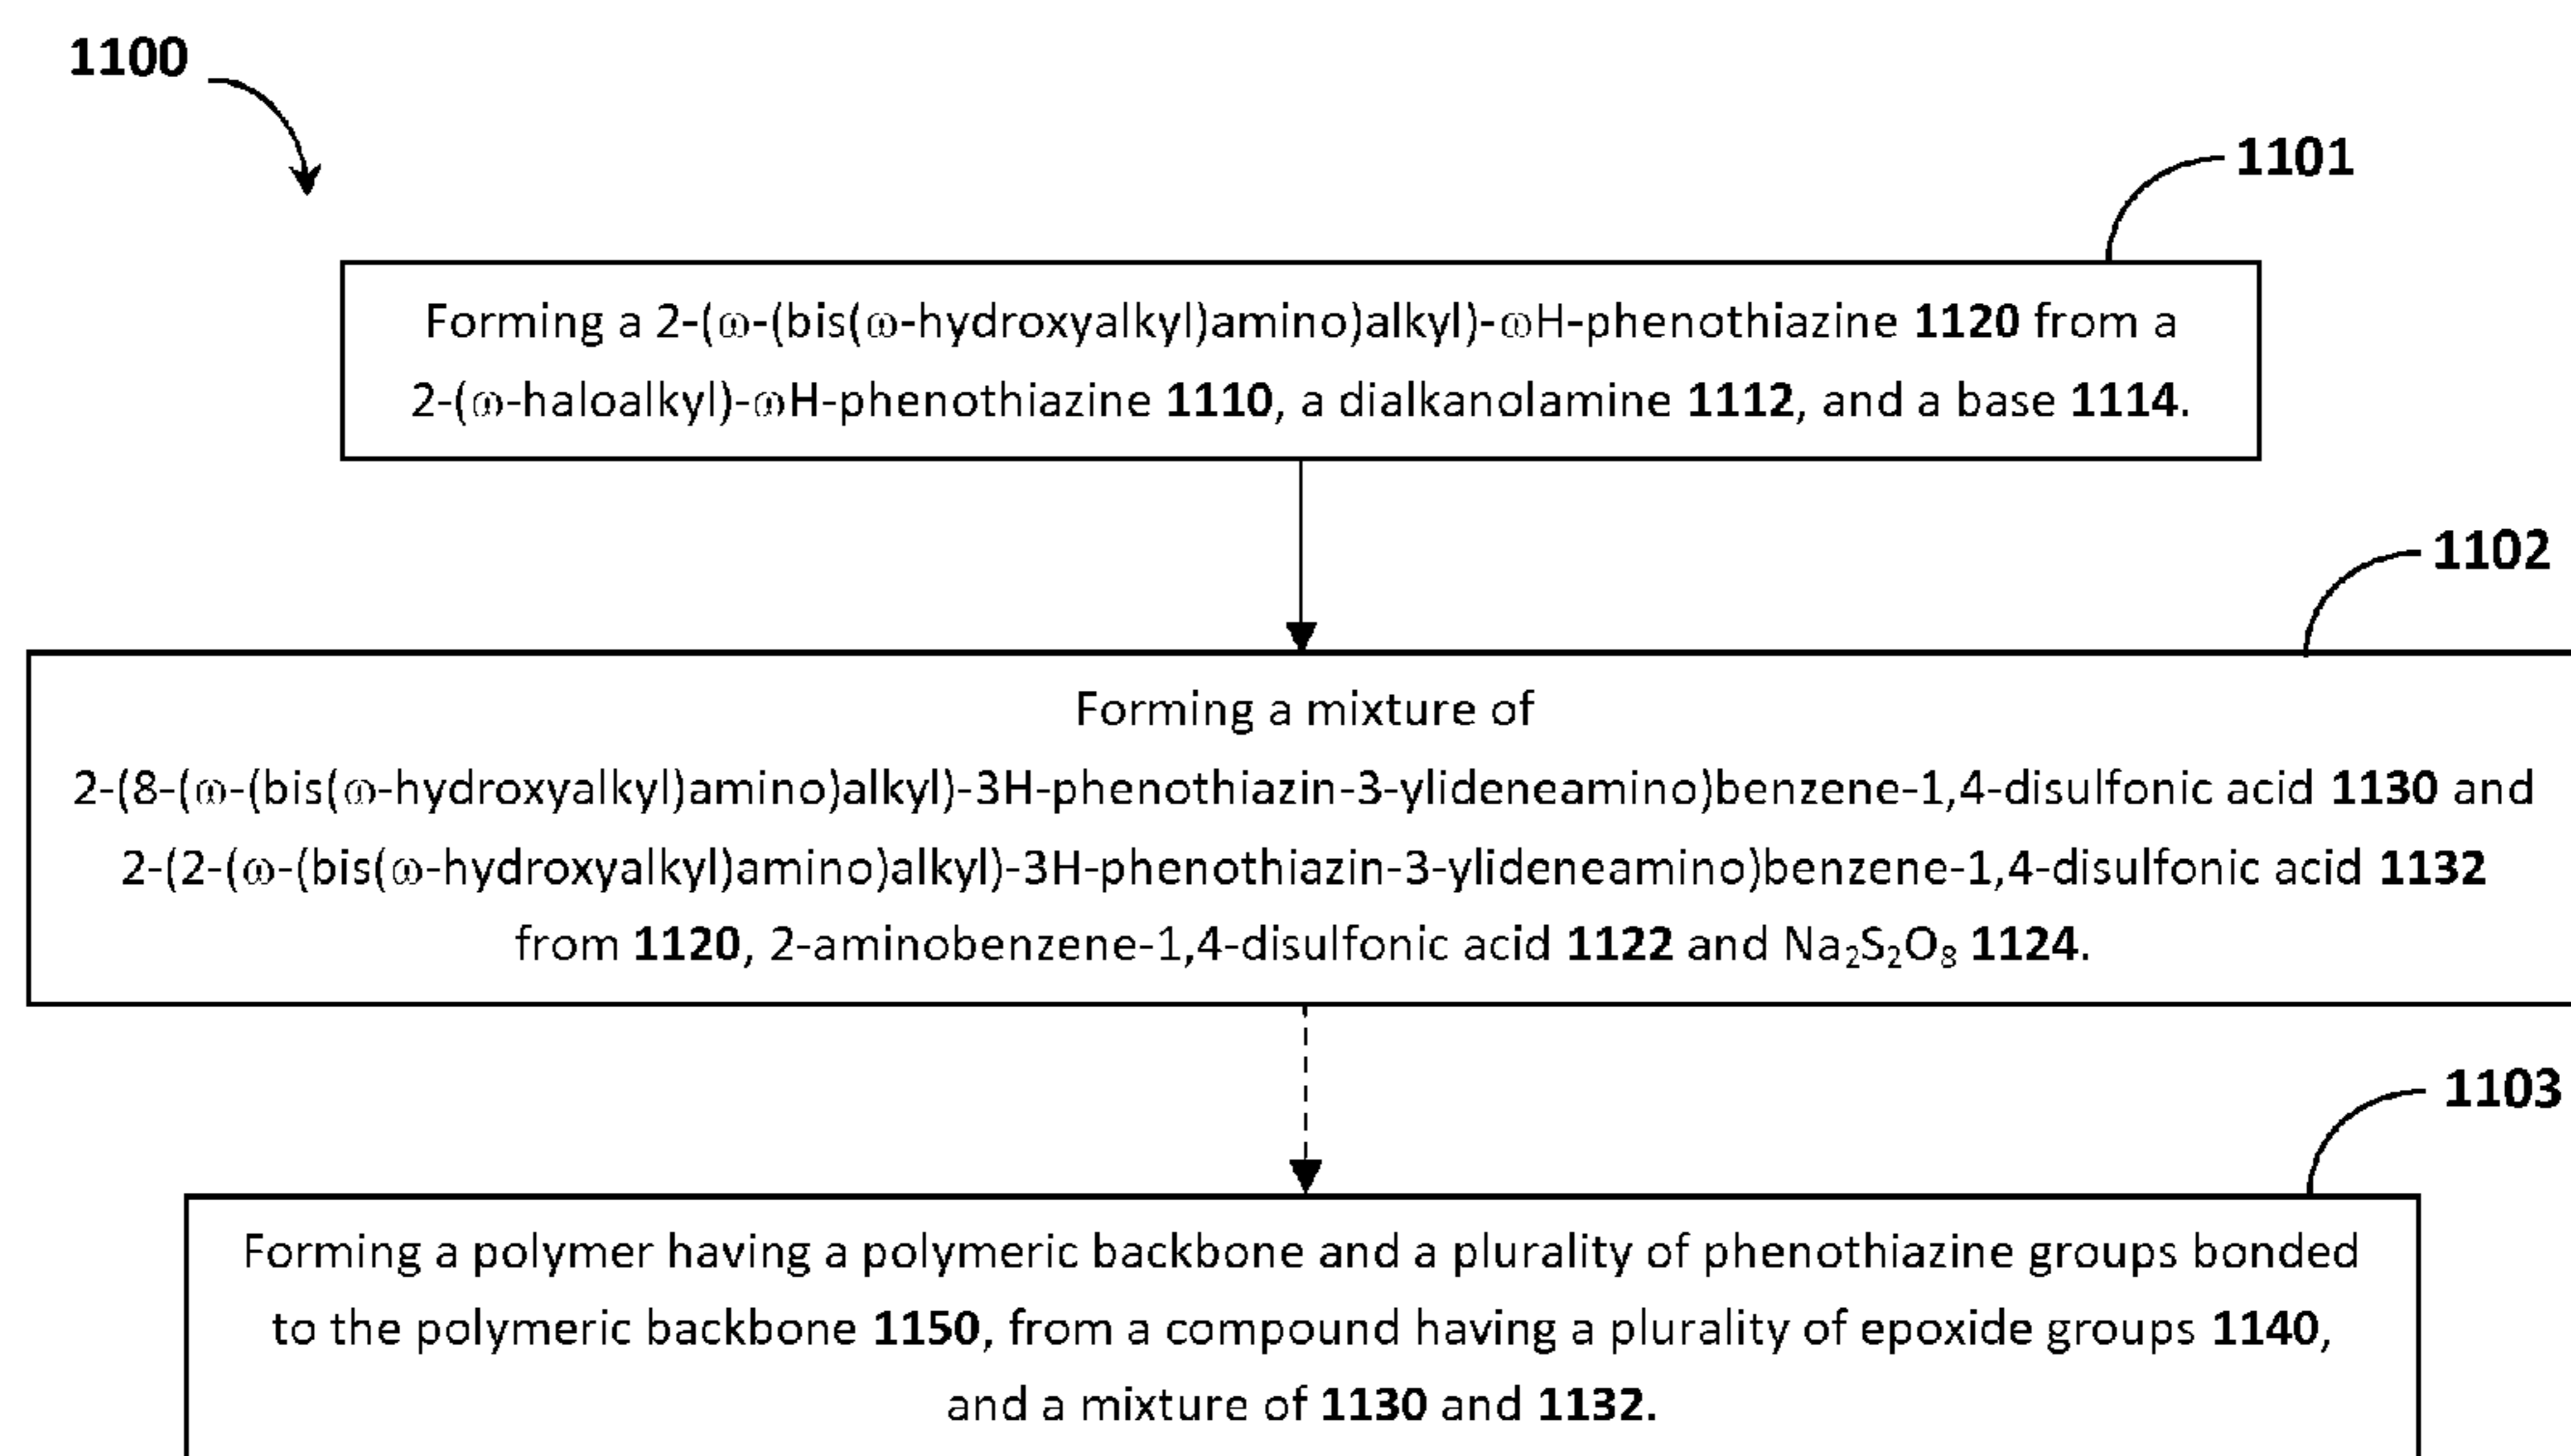 1100
1101
Forming a 2-(ω-(bis(ω-hydroxyalkyl)amino)alkyl)-ωH-phenothiazine 1120 from a
2-(ω-haloalkyl)-ωH-phenothiazine 1110, a dialkanolamine 1112, and a base 1114.
1102
Forming a mixture of
2-(8-(ω-(bis(ω-hydroxyalkyl)amino)alkyl)-3H-phenothiazin-3-ylideneamino)benzene-1,4-disulfonic acid 1130 and
2-(2-(ω-(bis(ω-hydroxyalkyl)amino)alkyl)-3H-phenothiazin-3-ylideneamino)benzene-1,4-disulfonic acid 1132
from 1120, 2-aminobenzene-1,4-disulfonic acid 1122 and Na₂S₂O₈ 1124.
1103
Forming a polymer having a polymeric backbone and a plurality of phenothiazine groups bonded
to the polymeric backbone 1150, from a compound having a plurality of epoxide groups 1140,
and a mixture of 1130 and 1132.